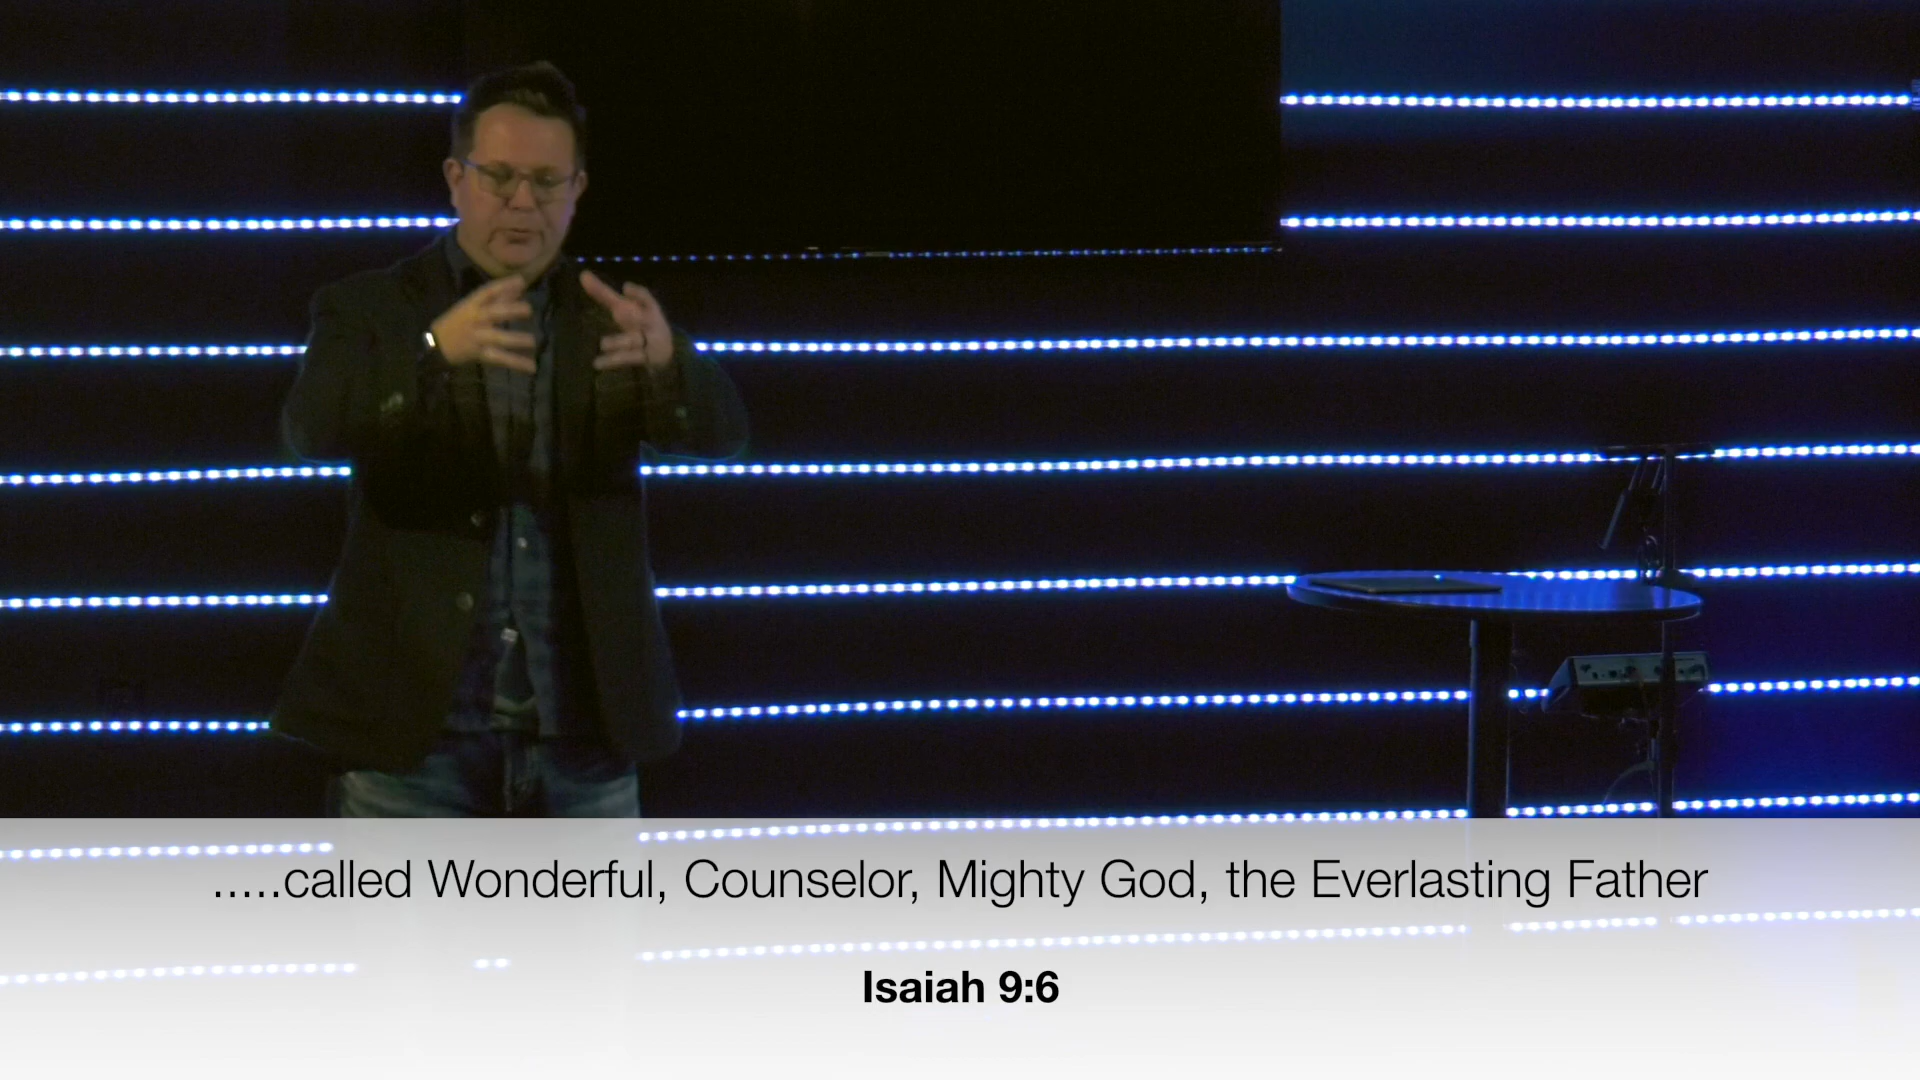 .....called Wonderful, Counselor, Mighty God, the Everlasting Father
Isaiah 9:6